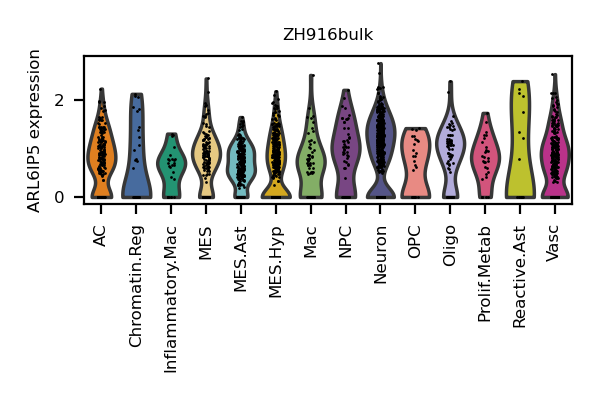 ZH916bulk
ARL6IP5 expression
2
0
AC
Chromatin.Reg
Inflammatory.Mac
MES
MES.Ast
MES.Hyp
Mac
NPC
Neuron
OPC
Oligo
Prolif.Metab
Reactive.Ast
Vasc